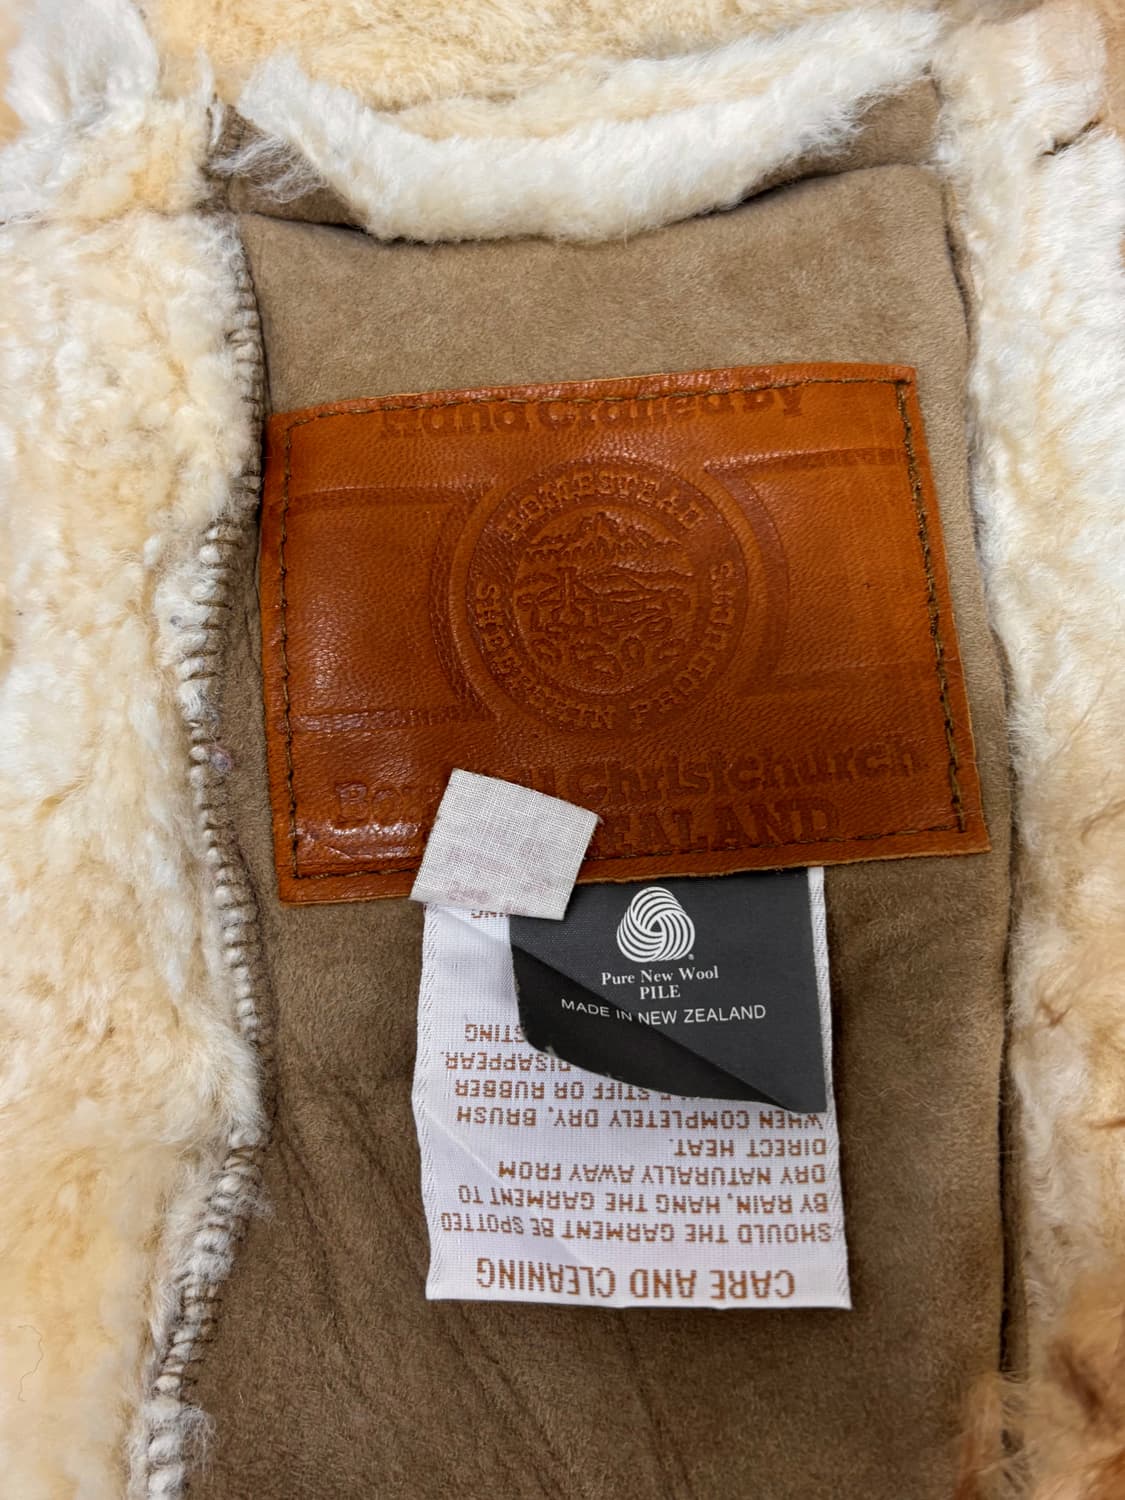 Hand Crafted By
HOMESTEAD
SHEEPSKIN PRODUCTS
Christchurch
Pure New Wool
PILE
MADE IN NEW ZEALAND
CARE AND CLEANING
SHOULD THE GARMENT BE SPOTTED
BY RAIN, HANG THE GARMENT TO
DRY NATURALLY AWAY FROM
DIRECT HEAT.
WHEN COMPLETELY DRY, BRUSH
STIFF OR RUBBER
DISAPPEAR.